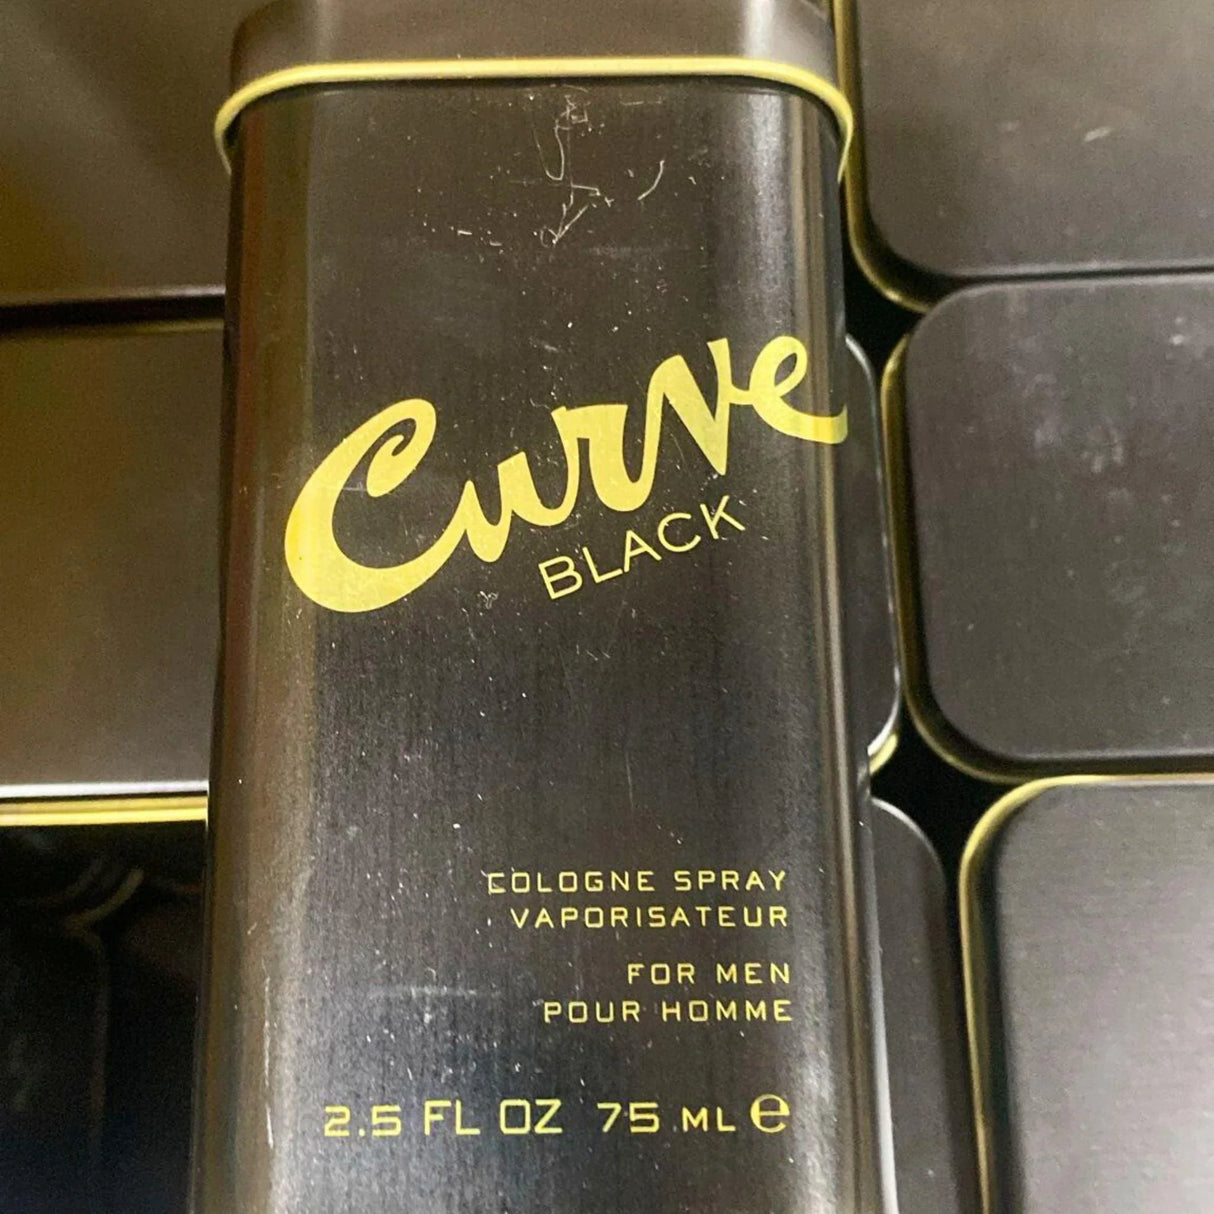 Curve
BLACK
COLOGNE SPRAY
VAPORISATEUR
FOR MEN
POUR HOMME
2.5 FL OZ 75 ML ℮